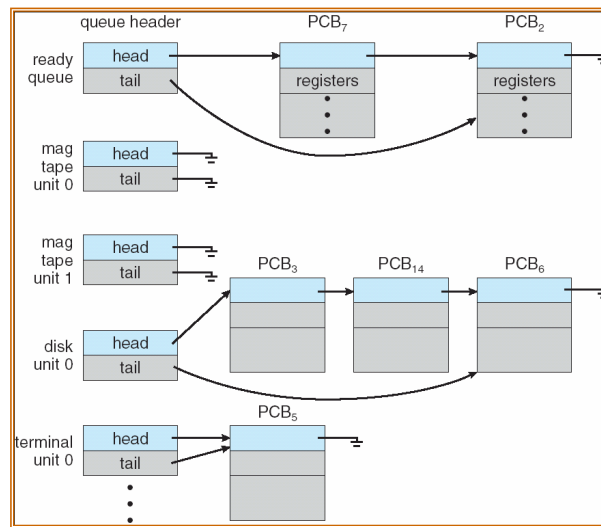 queue header
PCB7
PCB2
ready
queue
head
tail
registers
registers
mag
tape
unit 0
head
tail
mag
tape
unit 1
head
tail
PCB3
PCB14
PCB6
disk
unit 0
head
tail
PCB5
terminal
unit 0
head
tail